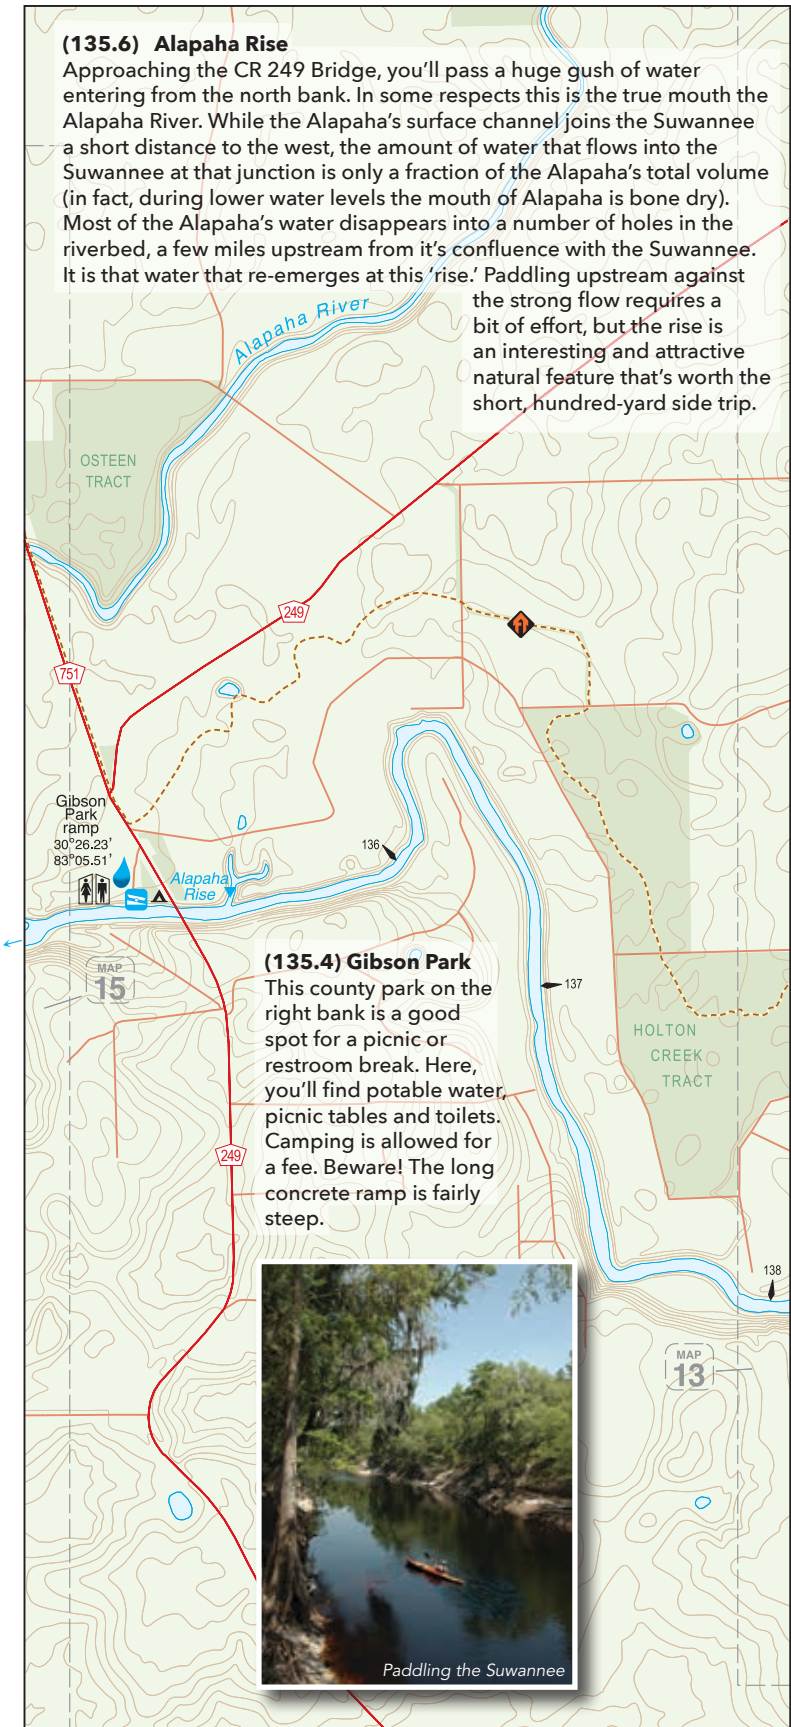 (135.6) Alapaha Rise
Approaching the CR 249 Bridge, you’ll pass a huge gush of water
entering from the north bank. In some respects this is the true mouth the
Alapaha River. While the Alapaha’s surface channel joins the Suwannee
a short distance to the west, the amount of water that flows into the
Suwannee at that junction is only a fraction of the Alapaha’s total volume
(in fact, during lower water levels the mouth of Alapaha is bone dry).
Most of the Alapaha’s water disappears into a number of holes in the
riverbed, a few miles upstream from it’s confluence with the Suwannee.
It is that water that re-emerges at this ‘rise.’ Paddling upstream against
the strong flow requires a
bit of effort, but the rise is
an interesting and attractive
natural feature that’s worth the
short, hundred-yard side trip.
Alapaha River
OSTEEN
TRACT
249
751
Gibson
Park
ramp
30°26.23’
83°05.51’
Alapaha
Rise
136
MAP
15
137
(135.4) Gibson Park
This county park on the
right bank is a good
spot for a picnic or
restroom break. Here,
you’ll find potable water,
picnic tables and toilets.
Camping is allowed for
a fee. Beware! The long
concrete ramp is fairly
steep.
HOLTON
CREEK
TRACT
249
138
MAP
13
Paddling the Suwannee